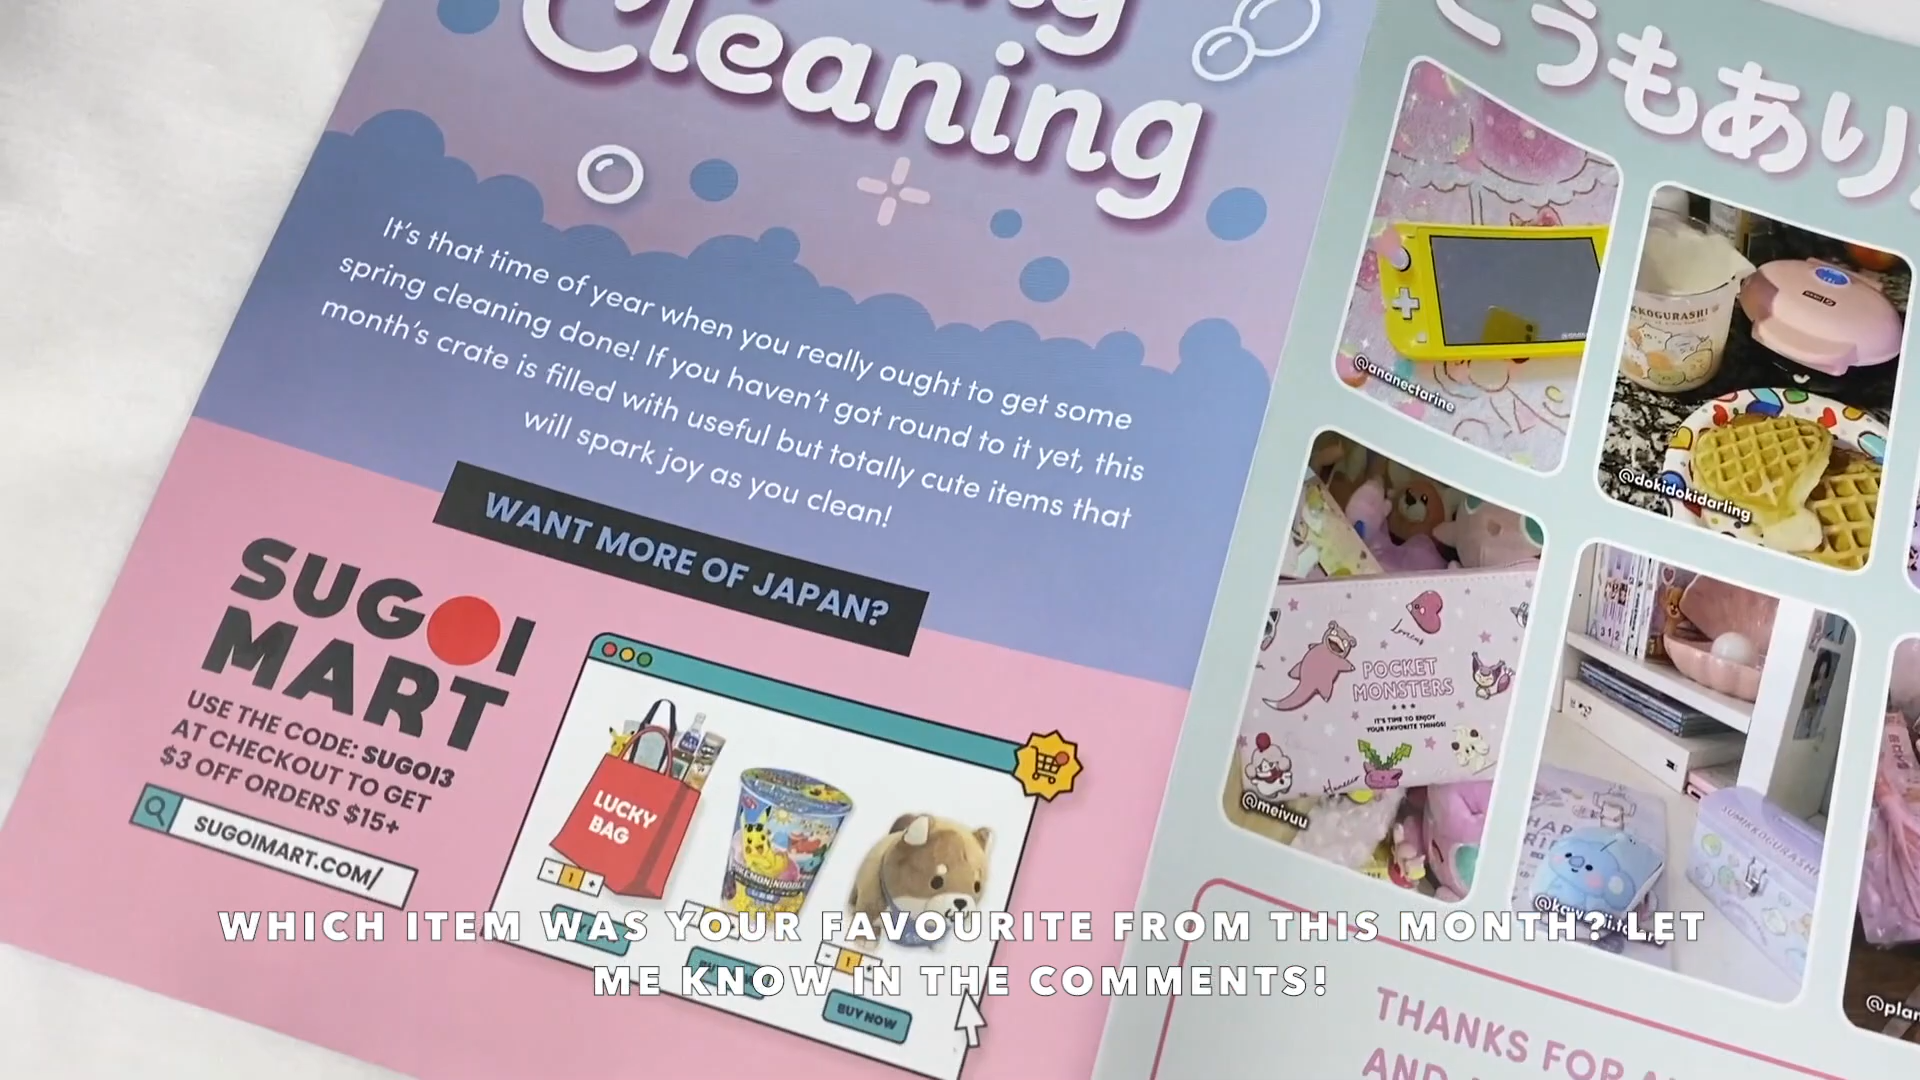 Cleaning
It's that time of year when you really ought to get some
spring cleaning done! If you haven't got round to it yet, this
month's crate is filled with useful but totally cute items that
will spark joy as you clean!
WANT MORE OF JAPAN?
SUGOI
MART
USE THE CODE: SUGOI3
AT CHECKOUT TO GET
$3 OFF ORDERS $15+
SUGOIMART.COM/
LUCKY
BAG
- 1 +
BUY NOW
うもあり
@ananectarine
@dokidokidarling
POCKET
MONSTERS
IT'S TIME TO ENJOY
YOUR FAVORITE THINGS!
@meivuu
SUMIKKOGURASHI
THANKS FOR
AND
WHICH ITEM WAS YOUR FAVOURITE FROM THIS MONTH? LET
ME KNOW IN THE COMMENTS!